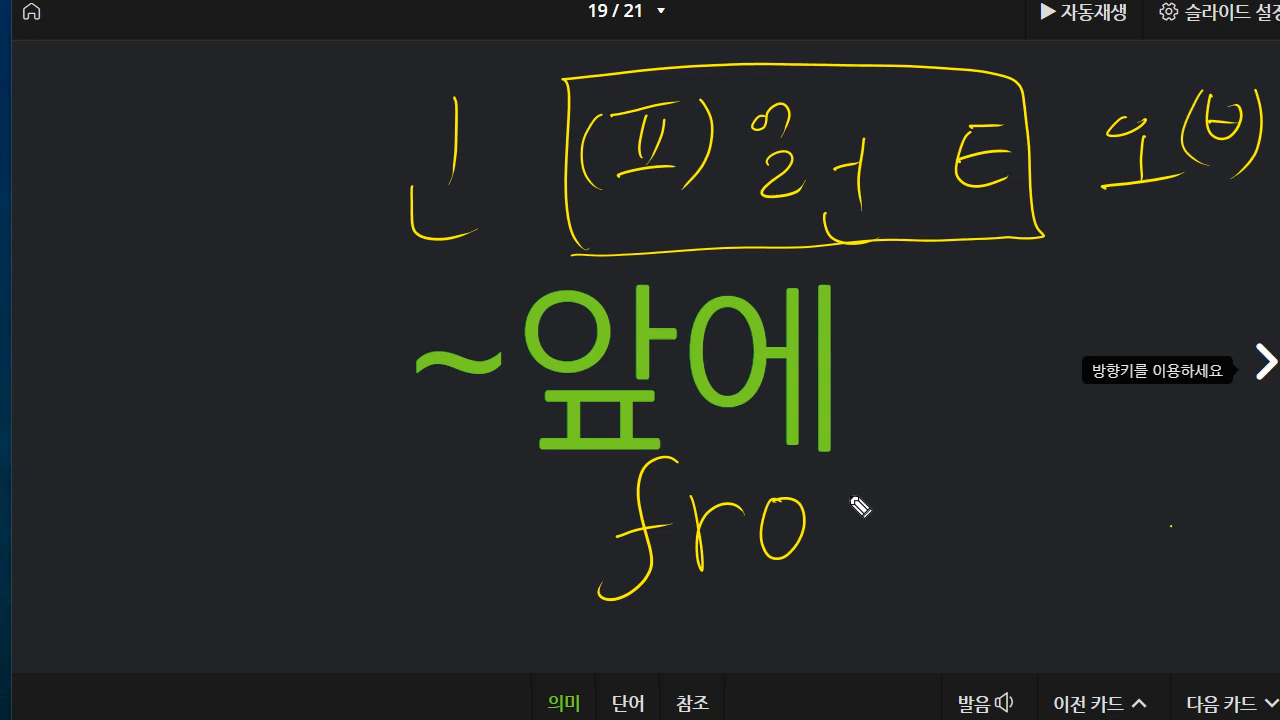 19 / 21 자동재생 슬라이드 설정
~앞에
방향키를 이용하세요
fro
의미 단어 참조 발음 이전 카드 다음 카드